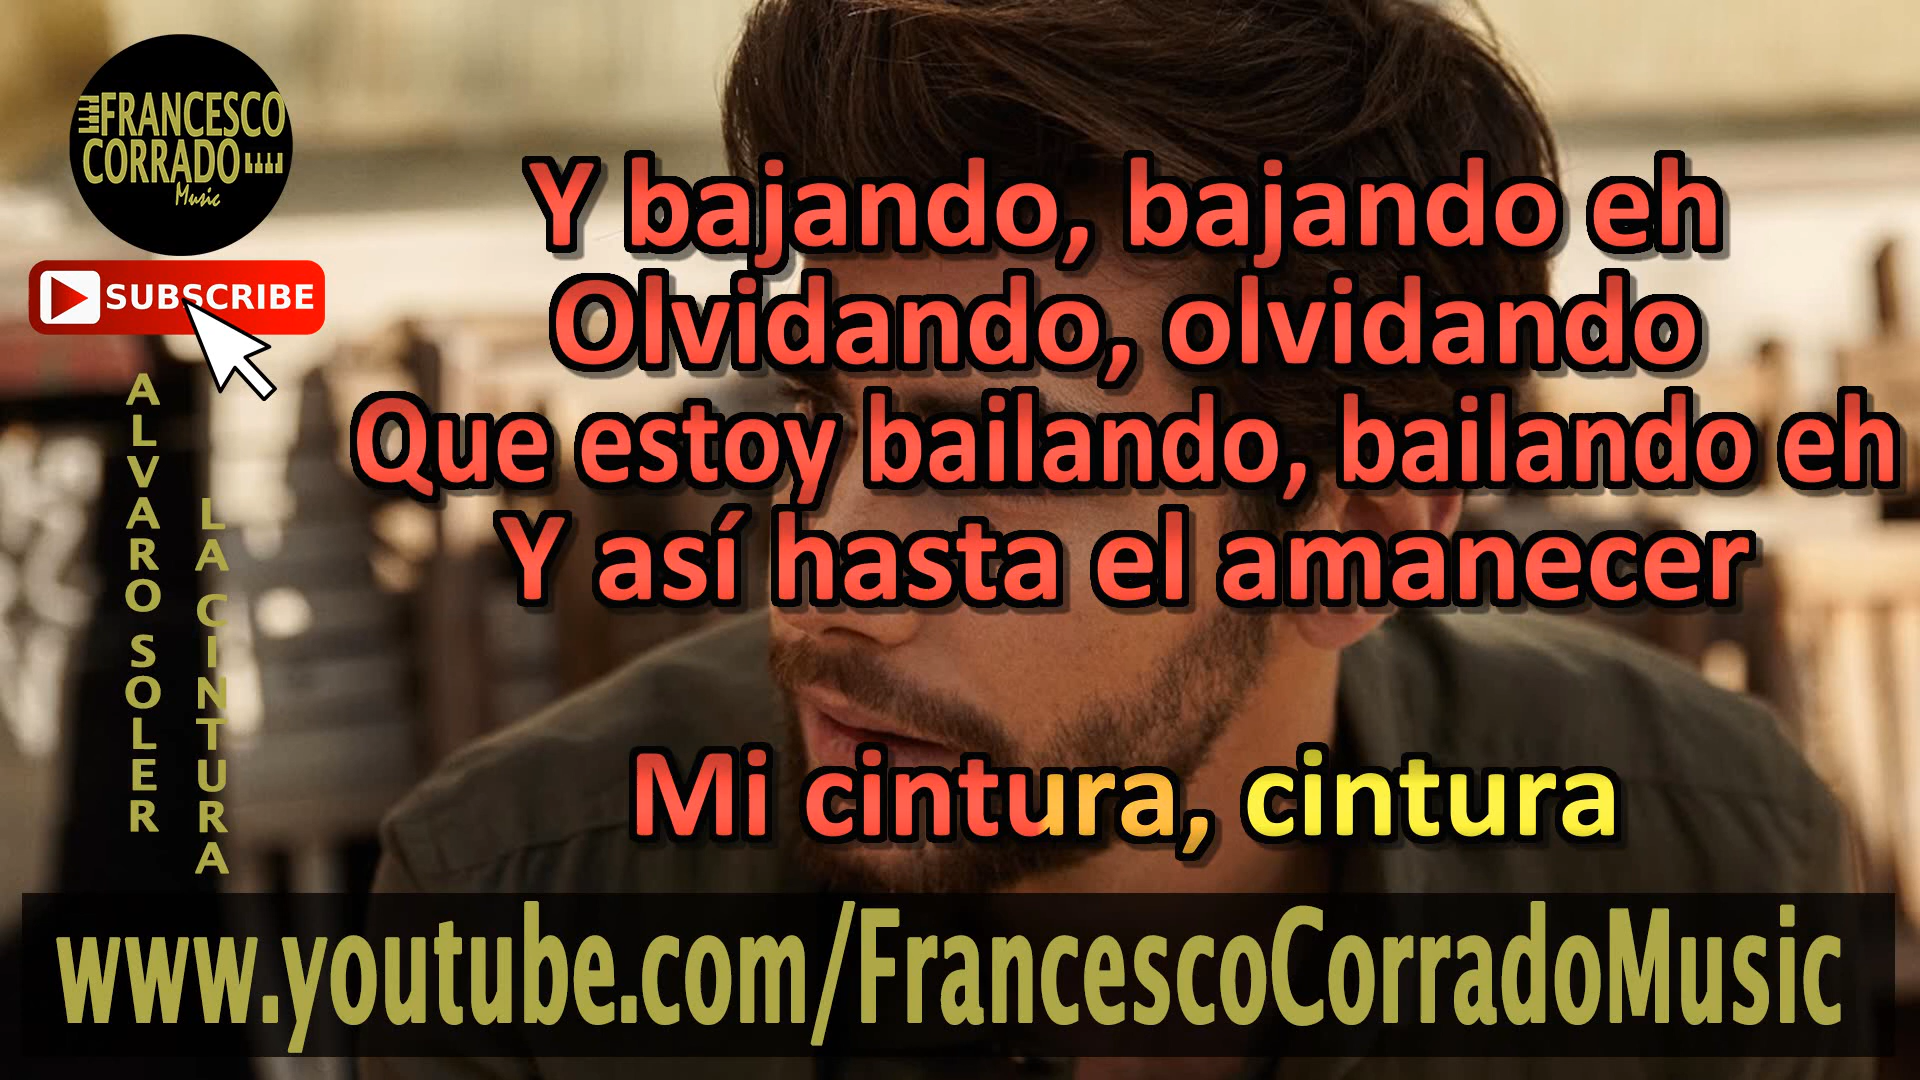 FRANCESCO
CORRADO
Music
SUBSCRIBE
ALVARO SOLER
LA CINTURA
Y bajando, bajando eh
Olvidando, olvidando
Que estoy bailando, bailando eh
Y así hasta el amanecer
Mi cintura, cintura
www.youtube.com/FrancescoCorradoMusic